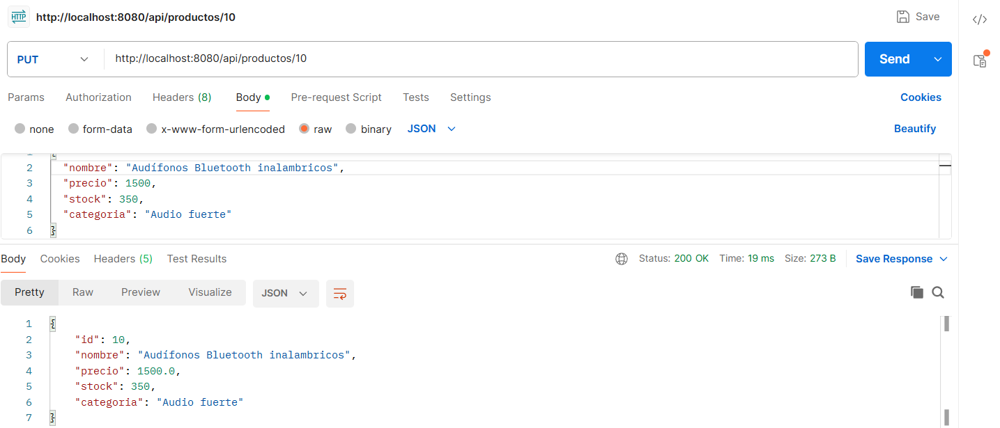 HTTP http://localhost:8080/api/productos/10 Save
PUT http://localhost:8080/api/productos/10 Send
Params Authorization Headers (8) Body Pre-request Script Tests Settings Cookies
none form-data x-www-form-urlencoded raw binary JSON Beautify
2 "nombre": "Audífonos Bluetooth inalambricos",
3 "precio": 1500,
4 "stock": 350,
5 "categoria": "Audio fuerte"
6 }
Body Cookies Headers (5) Test Results Status: 200 OK Time: 19 ms Size: 273 B Save Response
Pretty Raw Preview Visualize JSON
1 {
2 "id": 10,
3 "nombre": "Audífonos Bluetooth inalambricos",
4 "precio": 1500.0,
5 "stock": 350,
6 "categoria": "Audio fuerte"
7 }